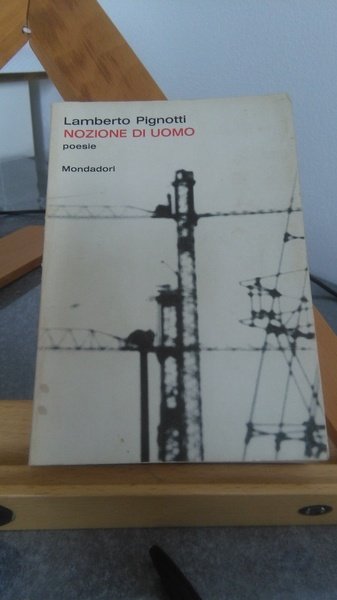 Lamberto Pignotti
NOZIONE DI UOMO
poesie
Mondadori